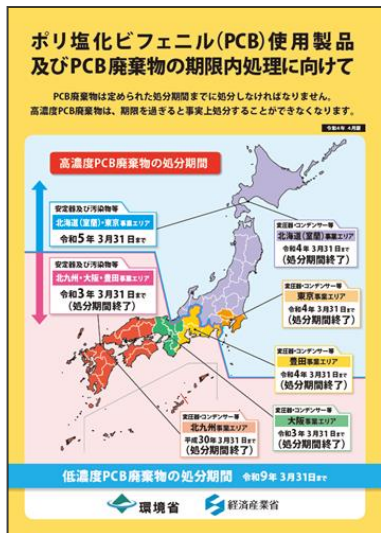 ポリ塩化ビフェニル(PCB)使用製品
及びPCB廃棄物の期限内処理に向けて
PCB廃棄物は定められた処分期間までに処分しなければなりません。
高濃度PCB廃棄物は、期限を過ぎると事実上処分することができなくなります。
令和4年 4月版
高濃度PCB廃棄物の処分期間
安定器及び汚染物等
北海道(室蘭)・東京事業エリア
令和5年 3月31日まで
変圧器・コンデンサー等
北海道(室蘭)事業エリア
令和4年 3月31日まで
(処分期間終了)
安定器及び汚染物等
北九州・大阪・豊田事業エリア
令和3年 3月31日まで
(処分期間終了)
変圧器・コンデンサー等
東京事業エリア
令和4年 3月31日まで
(処分期間終了)
変圧器・コンデンサー等
豊田事業エリア
令和4年 3月31日まで
(処分期間終了)
変圧器・コンデンサー等
北九州事業エリア
平成30年 3月31日まで
(処分期間終了)
変圧器・コンデンサー等
大阪事業エリア
令和3年 3月31日まで
(処分期間終了)
低濃度PCB廃棄物の処分期間 令和9年 3月31日まで
環境省 経済産業省